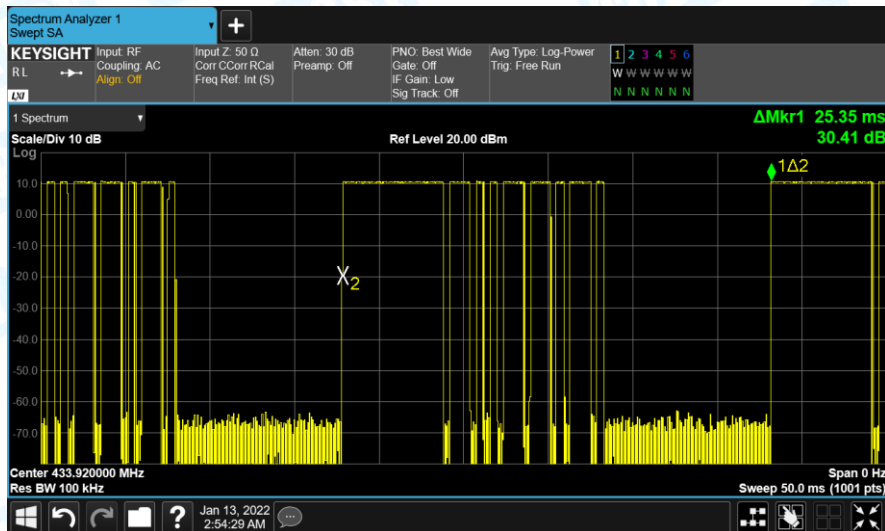 Spectrum Analyzer 1
Swept SA
+
KEYSIGHT
RL
LXI
Input: RF
Coupling: AC
Align: Off
Input Z: 50 Ω
Corr CCorr RCal
Freq Ref: Int (S)
Atten: 30 dB
Preamp: Off
PNO: Best Wide
Gate: Off
IF Gain: Low
Sig Track: Off
Avg Type: Log-Power
Trig: Free Run
1 2 3 4 5 6
W W W W W W
N N N N N N
1 Spectrum
ΔMkr1 25.35 ms
30.41 dB
Scale/Div 10 dB
Ref Level 20.00 dBm
Log
1Δ2
10.0
0.00
-10.0
-20.0
X2
-30.0
-40.0
-50.0
-60.0
-70.0
Center 433.920000 MHz
Span 0 Hz
Res BW 100 kHz
Sweep 50.0 ms (1001 pts)
?
Jan 13, 2022
2:54:29 AM